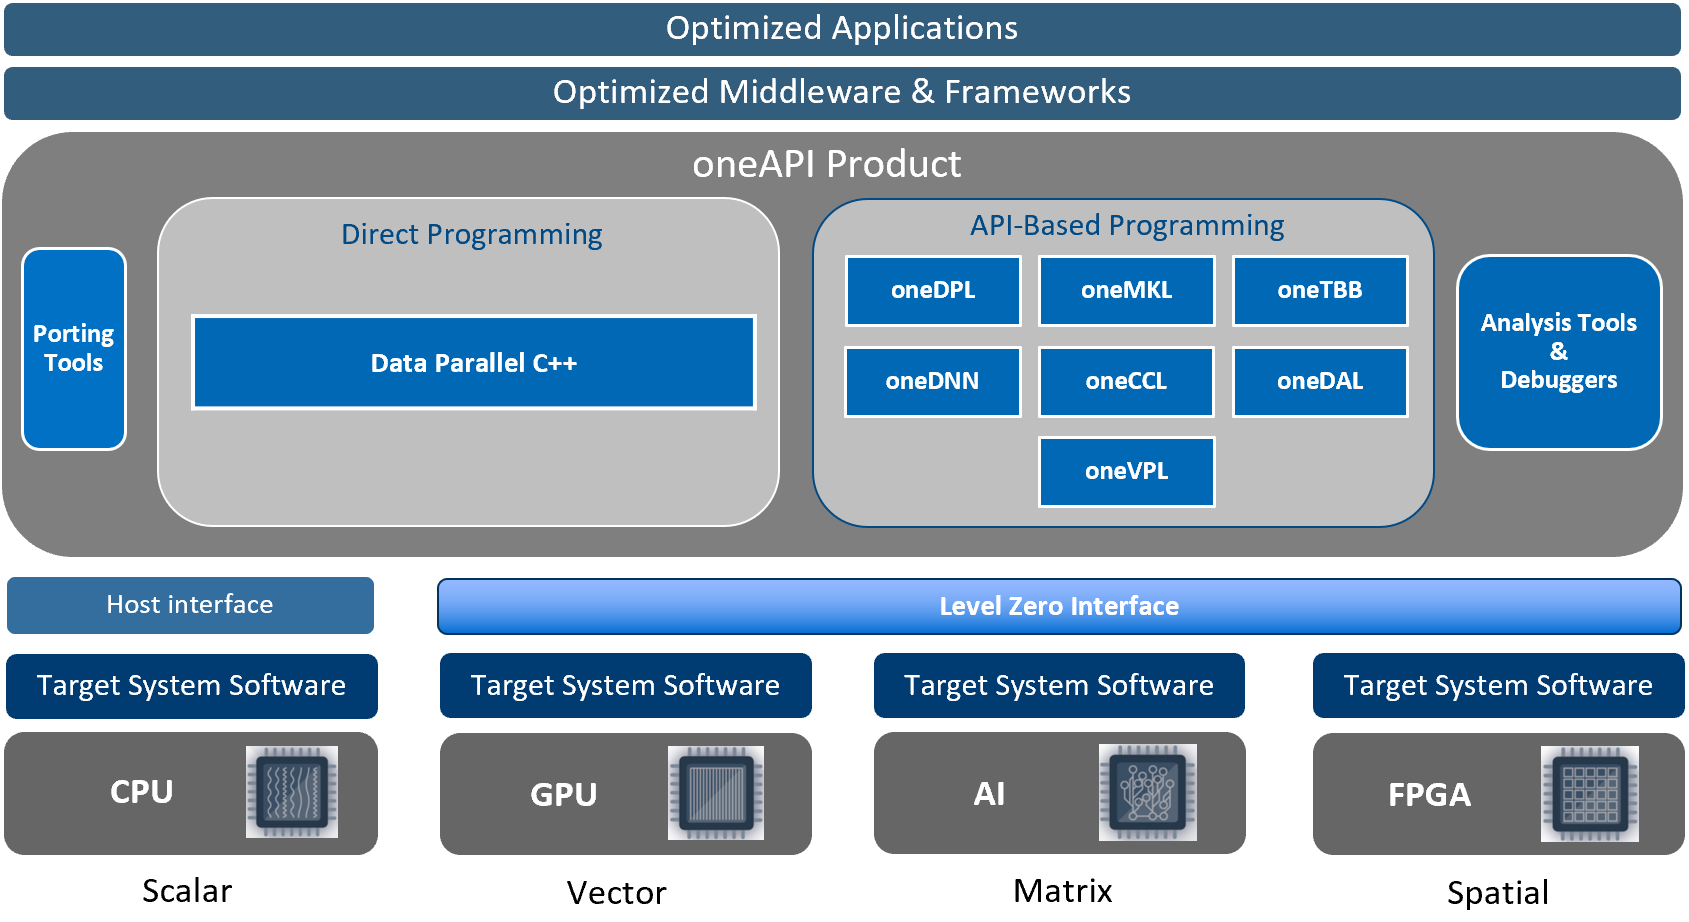 Optimized Applications
Optimized Middleware & Frameworks
oneAPI Product
Direct Programming
API-Based Programming
Porting
Tools
Data Parallel C++
oneDPL
oneMKL
oneTBB
oneDNN
oneCCL
oneDAL
oneVPL
Analysis Tools
&
Debuggers
Host interface
Level Zero Interface
Target System Software
Target System Software
Target System Software
Target System Software
CPU
GPU
AI
FPGA
Scalar
Vector
Matrix
Spatial